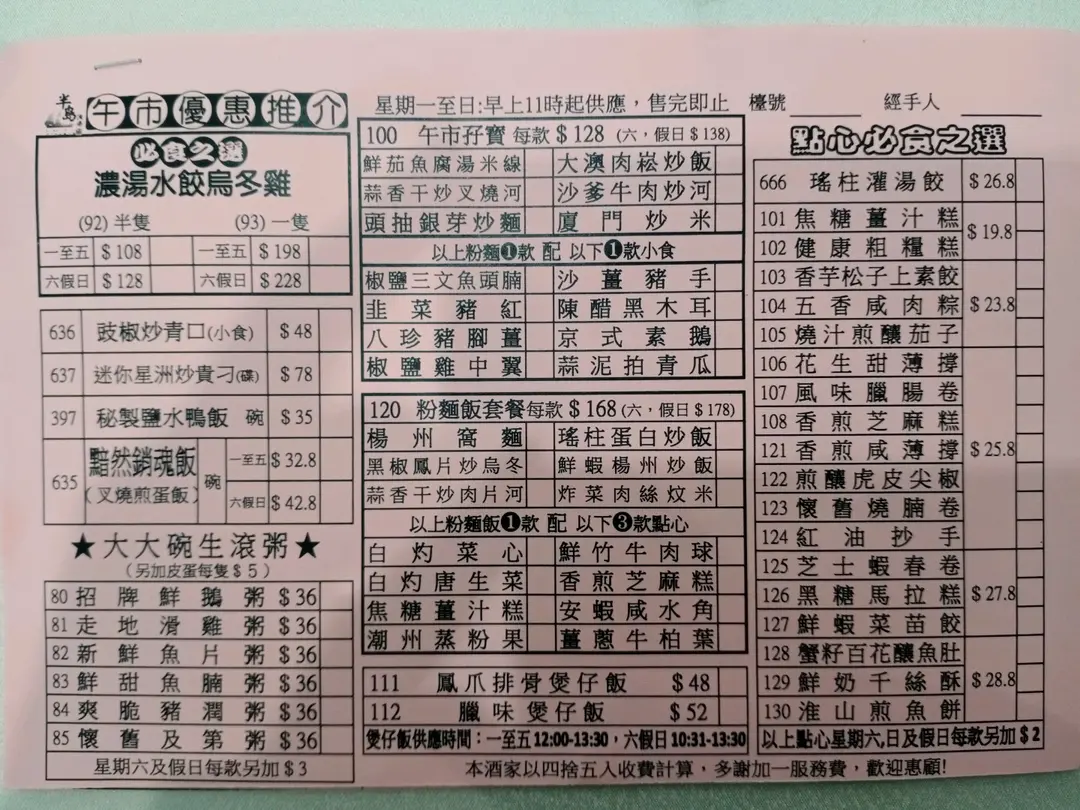 半島
午市優惠推介
必食之選
濃湯水餃烏冬雞
(92) 半隻 (93) 一隻
一至五 $108 一至五 $198
六假日 $128 六假日 $228
636 豉椒炒青口(小食) $48
637 迷你星洲炒貴刁(碟) $78
397 秘製鹽水鴨飯 碗 $35
635 黯然銷魂飯 (叉燒煎蛋飯) 碗 一至五 $32.8
六假日 $42.8
★大大碗生滾粥★
(另加皮蛋每隻$5)
80 招牌鮮鵝粥 $36
81 走地滑雞粥 $36
82 新鮮魚片粥 $36
83 鮮甜魚腩粥 $36
84 爽脆豬潤粥 $36
85 懷舊及第粥 $36
星期六及假日每款另加$3
星期一至日:早上11時起供應，售完即止 檯號 經手人
100 午市孖寶 每款$128 (六，假日$138)
鮮茄魚腐湯米線 大澳肉崧炒飯
蒜香干炒叉燒河 沙爹牛肉炒河
頭抽銀芽炒麵 廈門炒米
以上粉麵❶款 配 以下❶款小食
椒鹽三文魚頭腩 沙薑豬手
韭菜豬紅 陳醋黑木耳
八珍豬腳薑 京式素鵝
椒鹽雞中翼 蒜泥拍青瓜
120 粉麵飯套餐每款$168 (六，假日$178)
楊州窩麵 瑤柱蛋白炒飯
黑椒鳳片炒烏冬 鮮蝦楊州炒飯
蒜香干炒肉片河 炸菜肉絲炆米
以上粉麵飯❶款 配 以下❸款點心
白灼菜心 鮮竹牛肉球
白灼唐生菜 香煎芝麻糕
焦糖薑汁糕 安蝦咸水角
潮州蒸粉果 薑蔥牛柏葉
111 鳳爪排骨煲仔飯 $48
112 臘味煲仔飯 $52
煲仔飯供應時間：一至五12:00-13:30，六假日10:31-13:30
點心必食之選
666 瑤柱灌湯餃 $26.8
101 焦糖薑汁糕 $19.8
102 健康粗糧糕
103 香芋松子上素餃 $23.8
104 五香咸肉粽
105 燒汁煎釀茄子
106 花生甜薄撐 $25.8
107 風味臘腸卷
108 香煎芝麻糕
121 香煎咸薄撐
122 煎釀虎皮尖椒
123 懷舊燒腩卷
124 紅油抄手
125 芝士蝦春卷 $27.8
126 黑糖馬拉糕
127 鮮蝦菜苗餃
128 蟹籽百花釀魚肚 $28.8
129 鮮奶千絲酥
130 淮山煎魚餅
以上點心星期六,日及假日每款另加$2
本酒家以四捨五入收費計算，多謝加一服務費，歡迎惠顧!